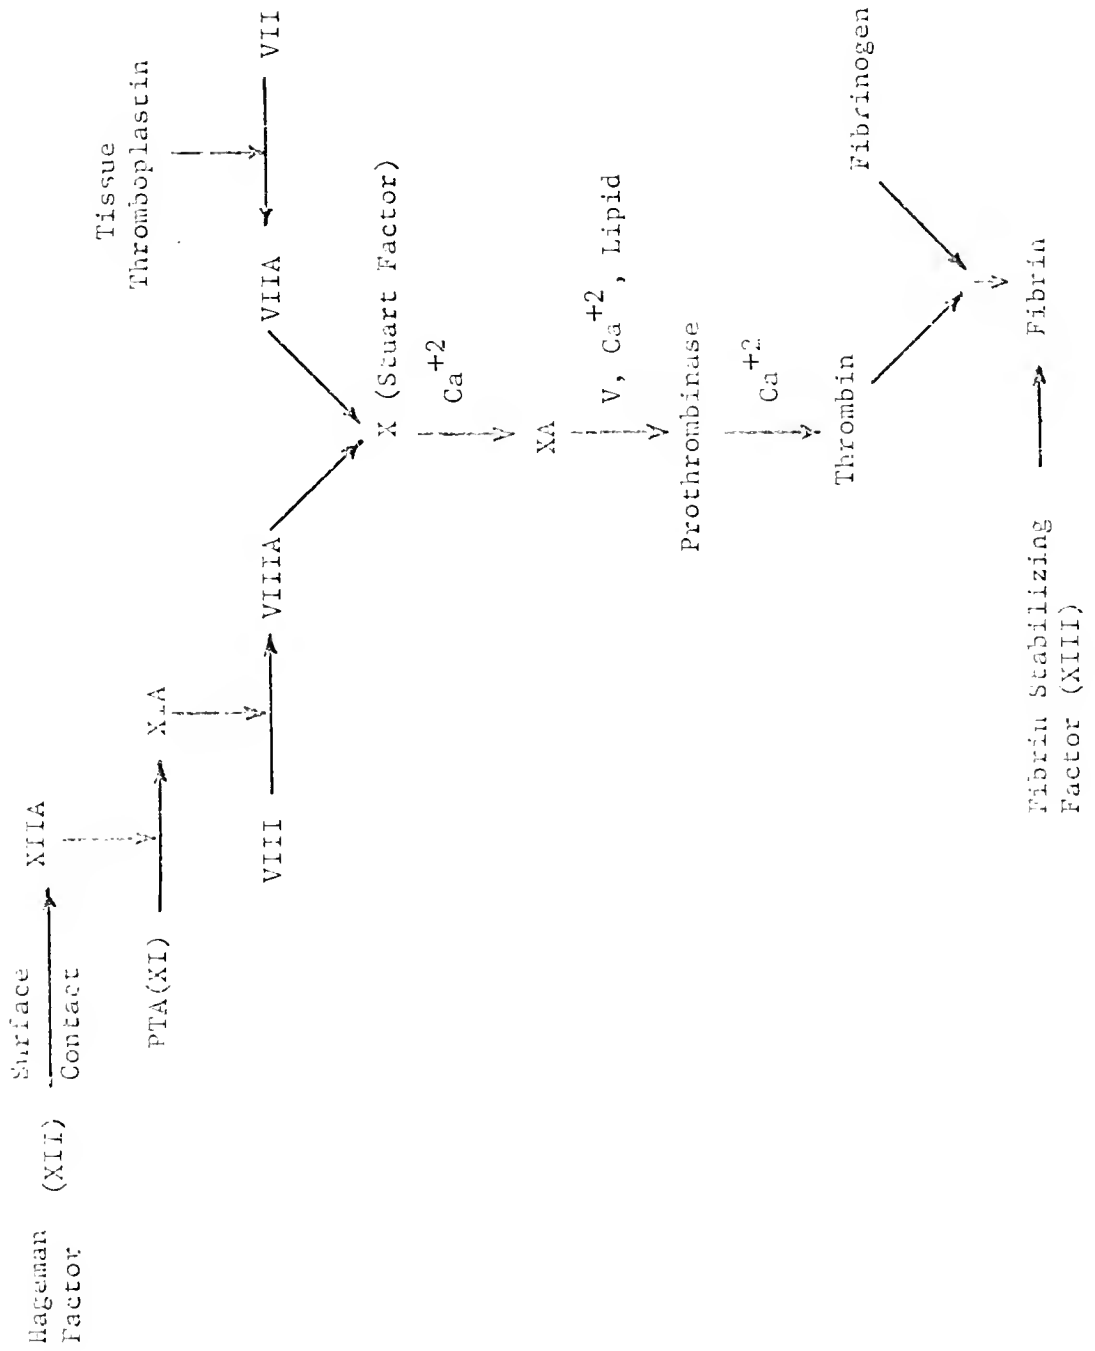 Hageman
Factor
(XII)
Surface
Contact
XIIA
PTA(XI)
XIA
VIII
VIIIA
Tissue
Thromboplastin
VII
VIIA
X (Stuart Factor)
Ca+2
XA
V, Ca+2, Lipid
Prothrombinase
Ca+2
Thrombin
Fibrinogen
Fibrin
Fibrin Stabilizing
Factor (XIII)